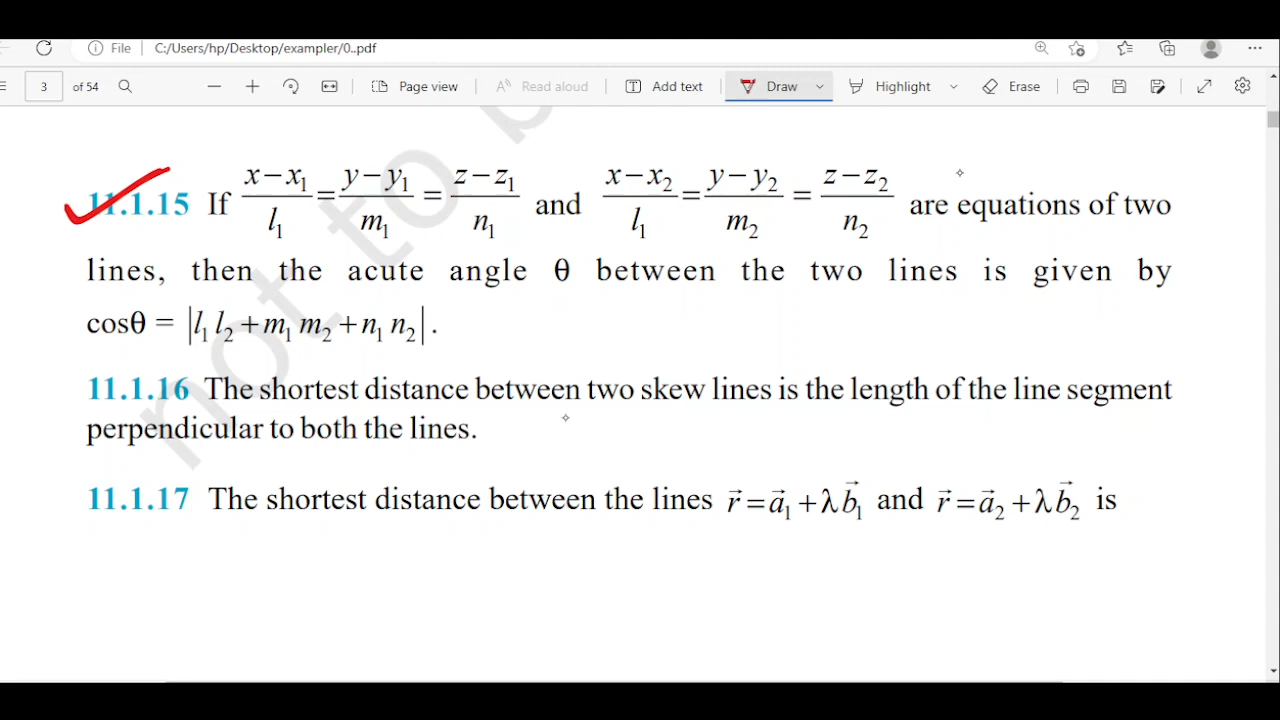 File | C:/Users/hp/Desktop/exampler/0..pdf
3 of 54 Page view Read aloud Add text Draw Highlight Erase
not to b
11.1.15 If (x−x₁)/l₁ = (y−y₁)/m₁ = (z−z₁)/n₁ and (x−x₂)/l₁ = (y−y₂)/m₂ = (z−z₂)/n₂ are equations of two
lines, then the acute angle θ between the two lines is given by
cosθ = |l₁ l₂ + m₁ m₂ + n₁ n₂|.
11.1.16 The shortest distance between two skew lines is the length of the line segment
perpendicular to both the lines.
11.1.17 The shortest distance between the lines r⃗ = a⃗₁ + λ b⃗₁ and r⃗ = a⃗₂ + λ b⃗₂ is